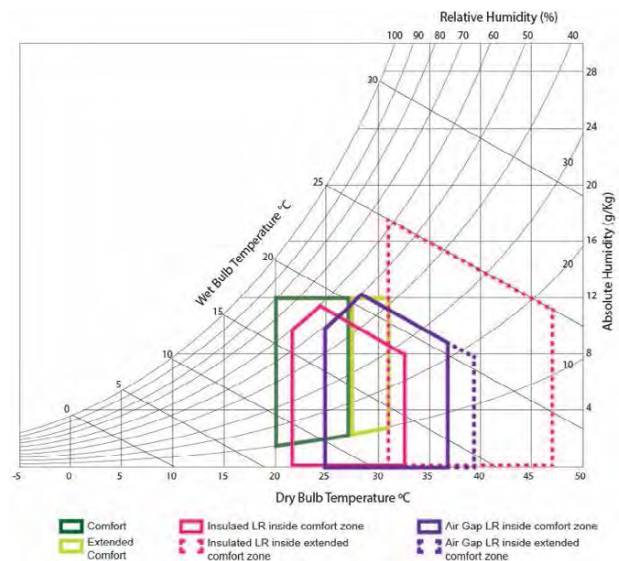 Relative Humidity (%)
100 90 80 70 60 50 40
30
28
24
25
30
20
Wet Bulb Temperature ºC
20
16
Absolute Humidity (g/Kg)
20
15
12
10
8
10
5
4
0
-5 0 5 10 15 20 25 30 35 40 45 50
Dry Bulb Temperature ºC
Comfort
Extended
Comfort
Insulaed LR inside comfort zone
Insulated LR inside extended
comfort zone
Air Gap LR inside comfort zone
Air Gap LR inside extended
comfort zone